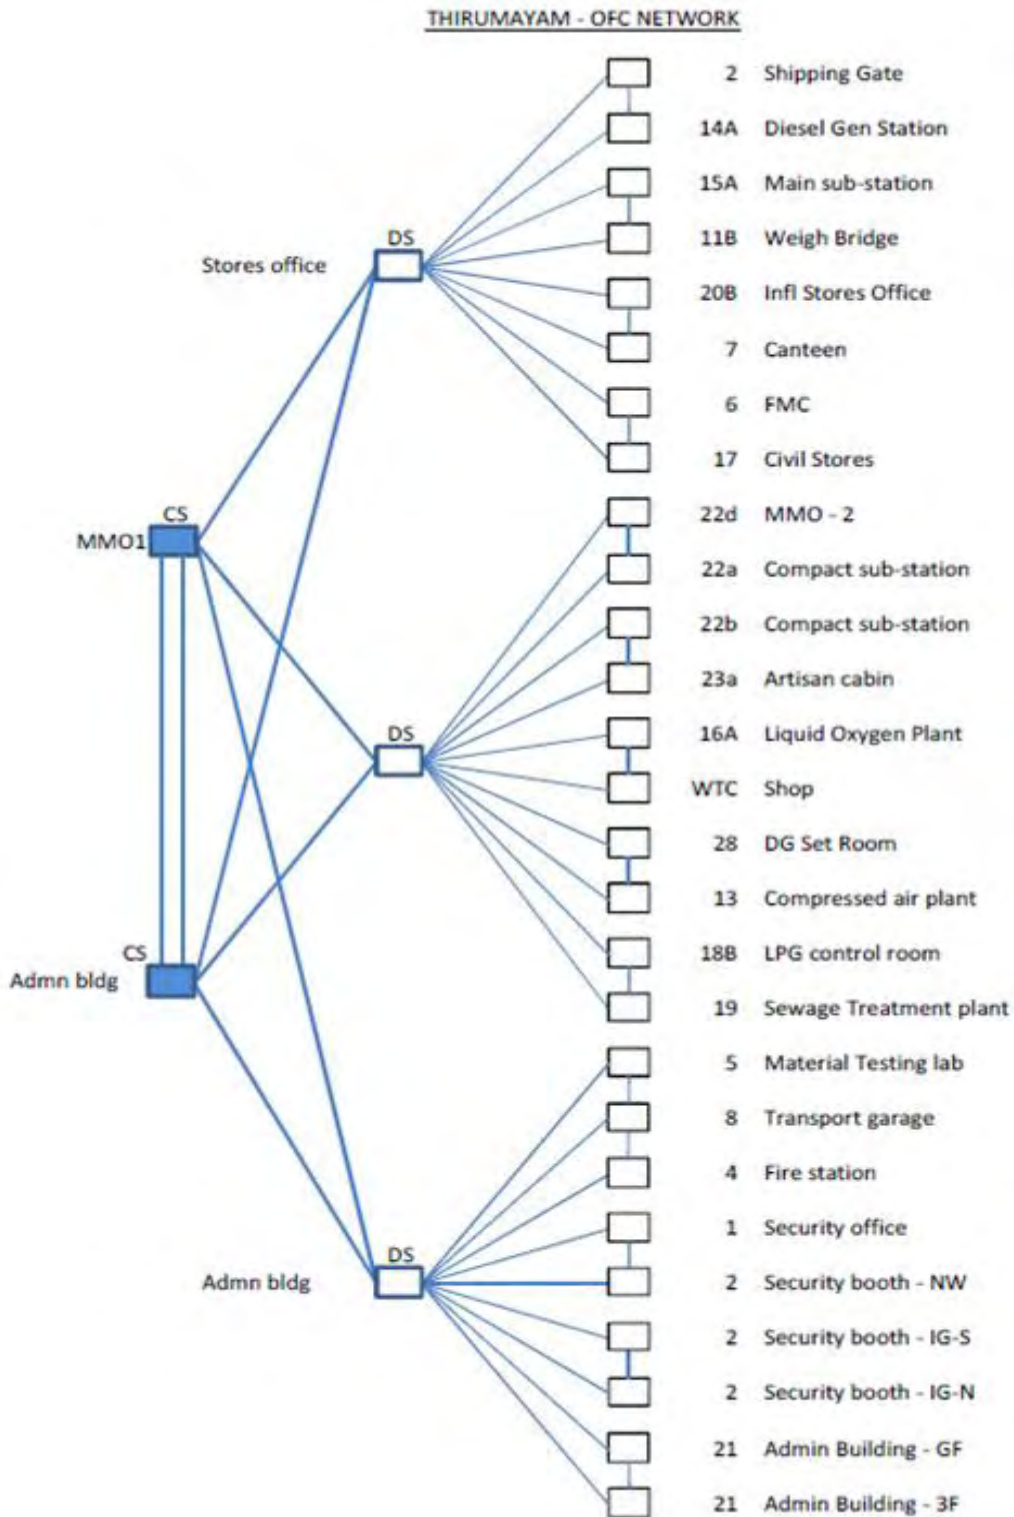 THIRUMAYAM - OFC NETWORK
2 Shipping Gate
14A Diesel Gen Station
15A Main sub-station
DS
11B Weigh Bridge
Stores office
20B Infl Stores Office
7 Canteen
6 FMC
17 Civil Stores
CS
22d MMO - 2
MMO1
22a Compact sub-station
22b Compact sub-station
23a Artisan cabin
DS
16A Liquid Oxygen Plant
WTC Shop
28 DG Set Room
13 Compressed air plant
CS
18B LPG control room
Admn bldg
19 Sewage Treatment plant
5 Material Testing lab
8 Transport garage
4 Fire station
1 Security office
DS
Admn bldg
2 Security booth - NW
2 Security booth - IG-S
2 Security booth - IG-N
21 Admin Building - GF
21 Admin Building - 3F